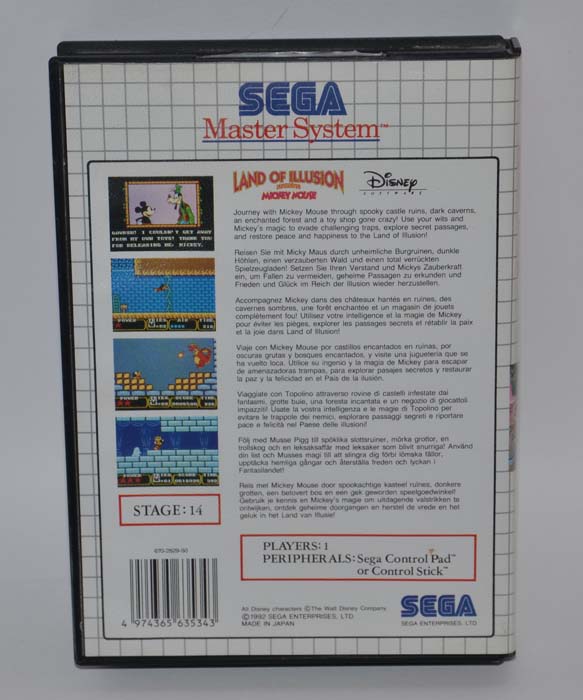 SEGA
Master System™
LAND OF ILLUSION
MICKEY MOUSE
Disney
SOFTWARE
GAWRSH! I COULDN'T GET AWAY
FROM MY OWN TOYS! THANK YOU
FOR RELEASING ME, MICKEY.
Journey with Mickey Mouse through spooky castle ruins, dark caverns,
an enchanted forest and a toy shop gone crazy! Use your wits and
Mickey's magic to evade challenging traps, explore secret passages,
and restore peace and happiness to the Land of Illusion!
Reisen Sie mit Micky Maus durch unheimliche Burgruinen, dunkle
Höhlen, einen verzauberten Wald und einen total verrückten
Spielzeugladen! Setzen Sie Ihren Verstand und Mickys Zauberkraft
ein, um Fallen zu vermeiden, geheime Passagen zu erkunden und
Frieden und Glück im Reich der Illusion wieder herzustellen.
Accompagnez Mickey dans des châteaux hantés en ruines, des
cavernes sombres, une forêt enchantée et un magasin de jouets
complètement fou! Utilisez votre intelligence et la magie de Mickey
pour éviter les pièges, explorer les passages secrets et rétablir la paix
et la joie dans Land of Illusion!
Viaje con Mickey Mouse por castillos encantados en ruinas, por
oscuras grutas y bosques encantados, y visite una juguetería que se
ha vuelto loca. Utilice su ingenio y la magia de Mickey para escapar
de amenazadoras trampas, para explorar pasajes secretos y restaurar
la paz y la felicidad en el País de la ilusión.
Viaggiate con Topolino attraverso rovine di castelli infestate dai
fantasmi, grotte buie, una foresta incantata e un negozio di giocattoli
impazziti! Usate la vostra intelligenza e le magie di Topolino per
evitare le trappole dei nemici, esplorare passaggi segreti e riportare
pace e felicità nel Paese delle illusioni!
Följ med Musse Pigg till spöklika slottsruiner, mörka grottor, en
trollskog och en leksaksaffär med leksaker som blivit snurriga! Använd
din list och Musses magi till att slingra dig förbi lömska fällor,
upptäcka hemliga gångar och återställa freden och lyckan i
Fantasilandet!
Reis met Mickey Mouse door spookachtige kasteel ruïnes, donkere
grotten, een betoverd bos en een gek geworden speelgoedwinkel!
Gebruik je kennis en Mickey's magie om uitdagende valstrikken te
ontwijken, ontdek geheime doorgangen en herstel de vrede en het
geluk in het Land van Illusie!
STAGE: 14
PLAYERS: 1
PERIPHERALS: Sega Control Pad™
or Control Stick™
4 974365 635343
All Disney characters ©The Walt Disney Company.
©1992 SEGA ENTERPRISES, LTD.
MADE IN JAPAN
SEGA
SEGA ENTERPRISES, LTD.